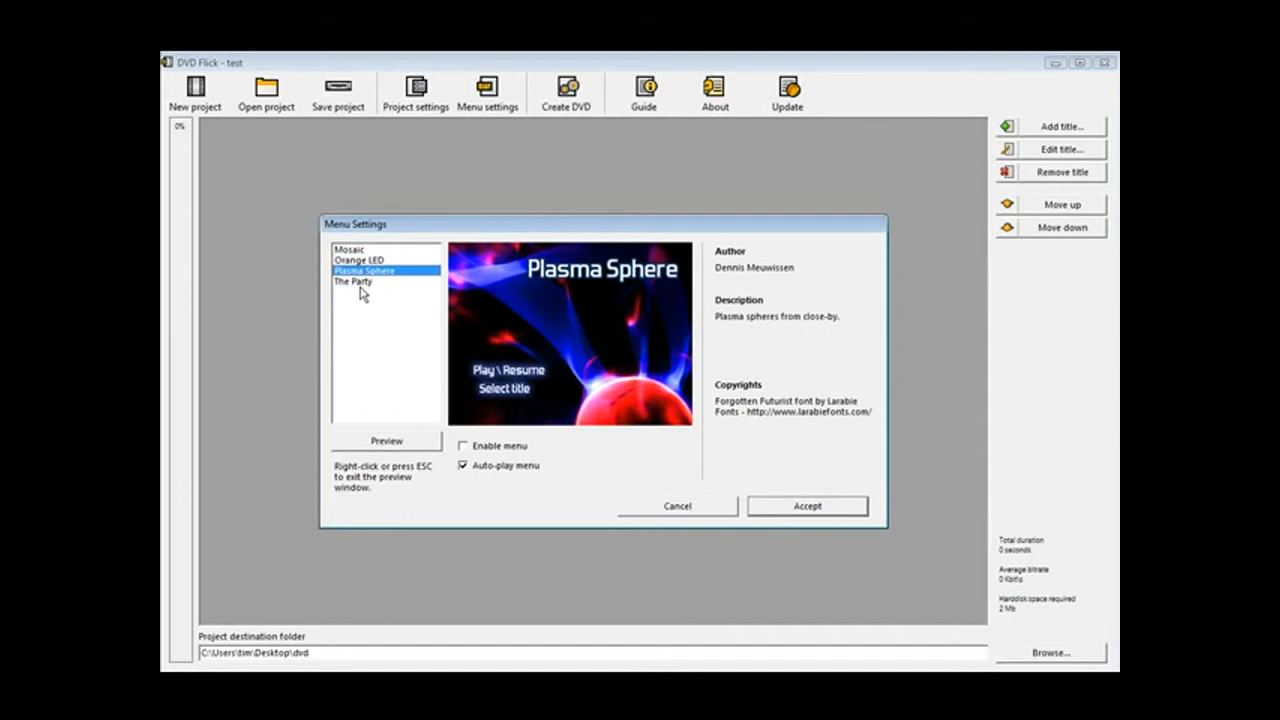 DVD Flick - test
New project
Open project
Save project
Project settings
Menu settings
Create DVD
Guide
About
Update
0%
Add title...
Edit title...
Remove title
Move up
Move down
Menu Settings
Mosaic
Orange LED
Plasma Sphere
The Party
Preview
Right-click or press ESC
to exit the preview
window.
Plasma Sphere
Play \ Resume
Select title
Enable menu
Auto-play menu
Author
Dennis Meuwissen
Description
Plasma spheres from close-by.
Copyrights
Forgotten Futurist font by Larabie
Fonts - http://www.larabiefonts.com/
Cancel
Accept
Total duration
0 seconds
Average bitrate
0 Kbit\s
Harddisk space required
2 Mb
Project destination folder
C:\Users\tim\Desktop\dvd
Browse...